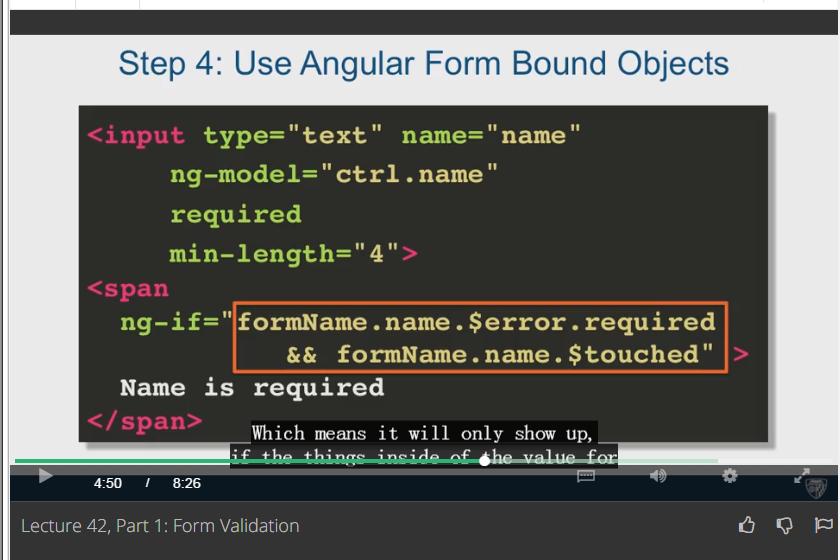 Step 4: Use Angular Form Bound Objects
<input type="text" name="name"
ng-model="ctrl.name"
required
min-length="4">
<span
ng-if="formName.name.$error.required
&& formName.name.$touched" >
Name is required
</span>
Which means it will only show up,
if the things inside of the value for
4:50 / 8:26
Lecture 42, Part 1: Form Validation